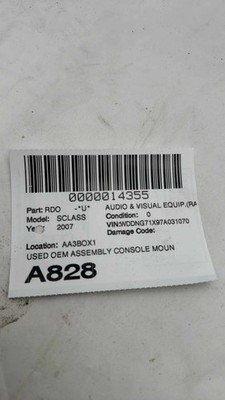 0000014355
Part: RDO -*U* AUDIO & VISUAL EQUIP.(RA
Model: SCLASS Condition: 0
2007 VIN:WDDNG71X97A031070
Damage Code:
Location: AA3BOX1
USED OEM ASSEMBLY CONSOLE MOUN
A828